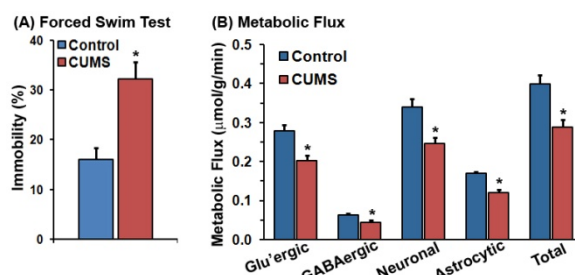 (A) Forced Swim Test
Immobility (%)
40
30
20
10
0
Control
CUMS
*
(B) Metabolic Flux
Metabolic Flux (µmol/g/min)
0.5
0.4
0.3
0.2
0.1
0.0
Control
CUMS
*
*
*
*
*
Glu'ergic
GABAergic
Neuronal
Astrocytic
Total